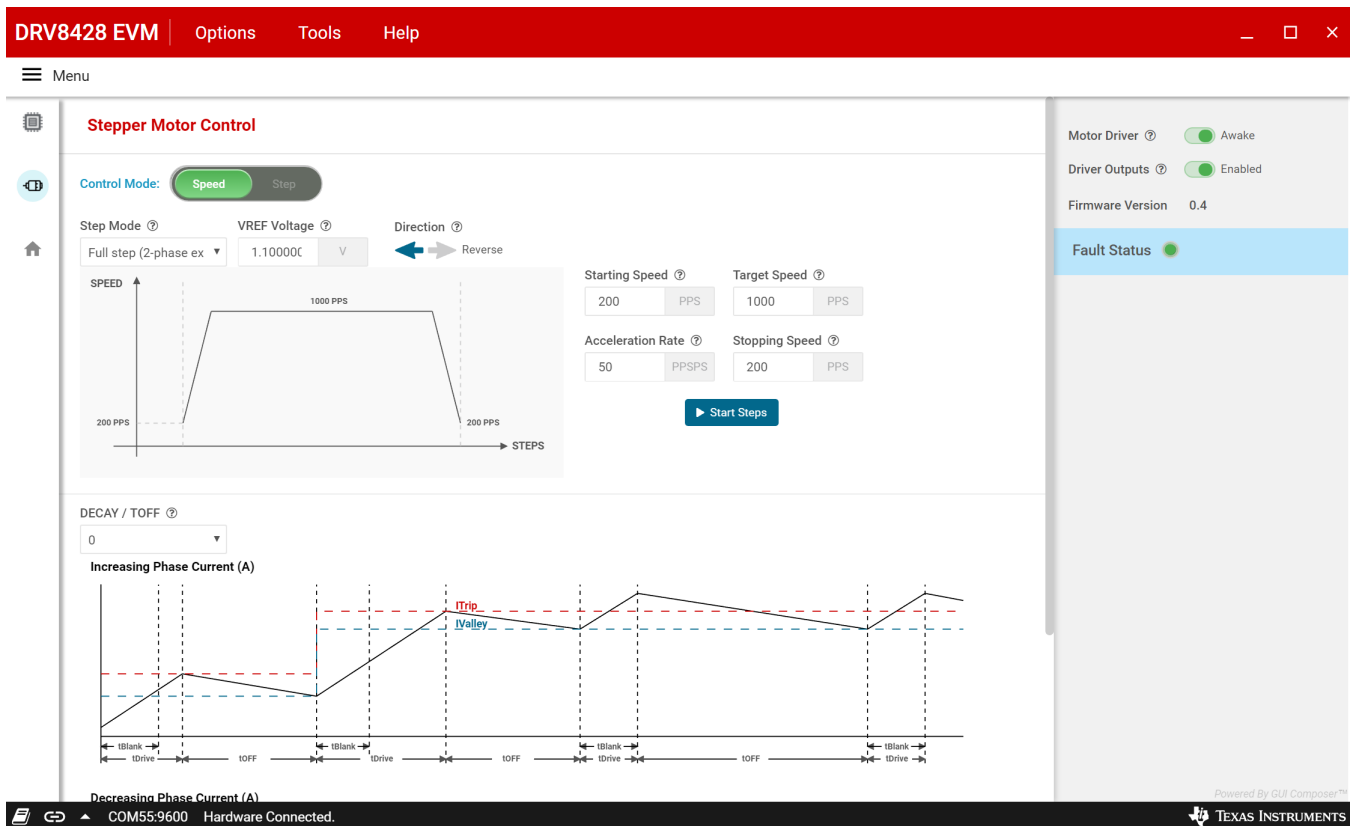 DRV8428 EVM Options Tools Help
Menu
Stepper Motor Control
Control Mode: Speed Step
Step Mode VREF Voltage Direction
Full step (2-phase ex 1.100000 V Reverse
SPEED
1000 PPS
200 PPS
200 PPS
STEPS
Starting Speed Target Speed
200 PPS 1000 PPS
Acceleration Rate Stopping Speed
50 PPSPS 200 PPS
Start Steps
DECAY / TOFF
0
Increasing Phase Current (A)
ITrip
IValley
tBlank tBlank tBlank tBlank
tDrive tOFF tDrive tOFF tDrive tOFF tDrive
Decreasing Phase Current (A)
Motor Driver Awake
Driver Outputs Enabled
Firmware Version 0.4
Fault Status
Powered By GUI Composer™
COM55:9600 Hardware Connected.
TEXAS INSTRUMENTS